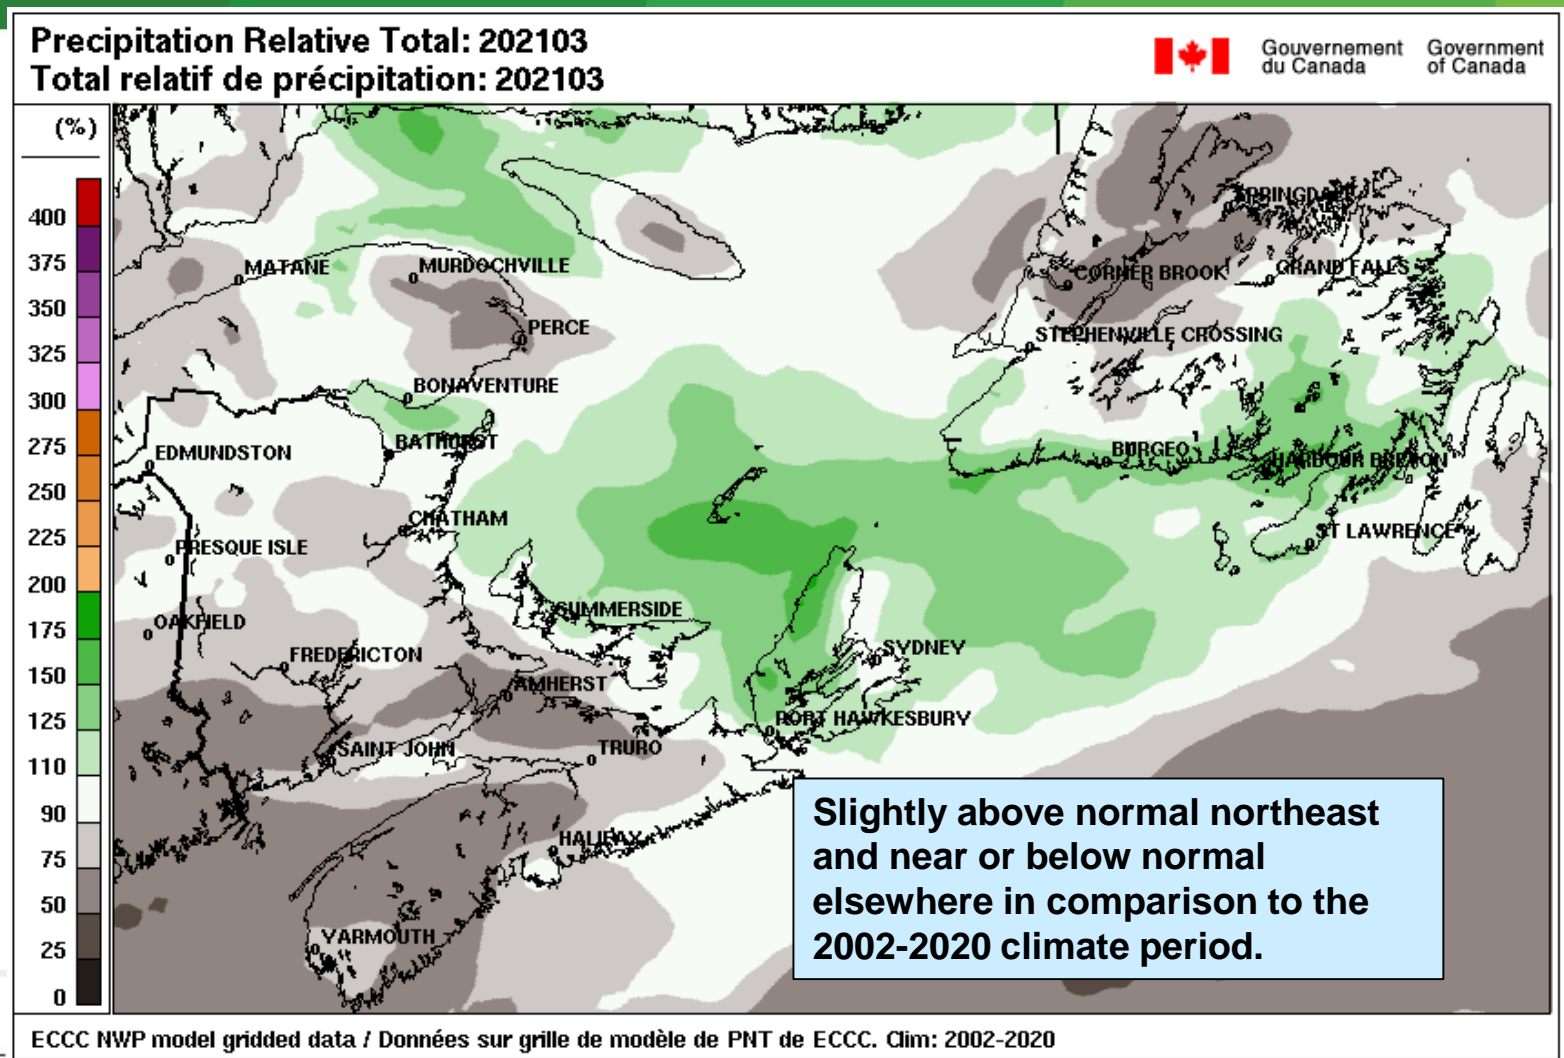 Precipitation Relative Total: 202103
Total relatif de précipitation: 202103
Gouvernement du Canada
Government of Canada
(%)
400
375
350
325
300
275
250
225
200
175
150
125
110
90
75
50
25
0
SPRINGDALE
MATANE
MURDOCHVILLE
CORNER BROOK
GRAND FALLS
PERCE
STEPHENVILLE CROSSING
BONAVENTURE
BATHURST
EDMUNDSTON
BURGEO
HARBOUR BRETON
CHATHAM
PRESQUE ISLE
ST LAWRENCE
OAKFIELD
SUMMERSIDE
FREDERICTON
SYDNEY
AMHERST
PORT HAWKESBURY
SAINT JOHN
TRURO
HALIFAX
YARMOUTH
Slightly above normal northeast
and near or below normal
elsewhere in comparison to the
2002-2020 climate period.
ECCC NWP model gridded data / Données sur grille de modèle de PNT de ECCC. Clim: 2002-2020